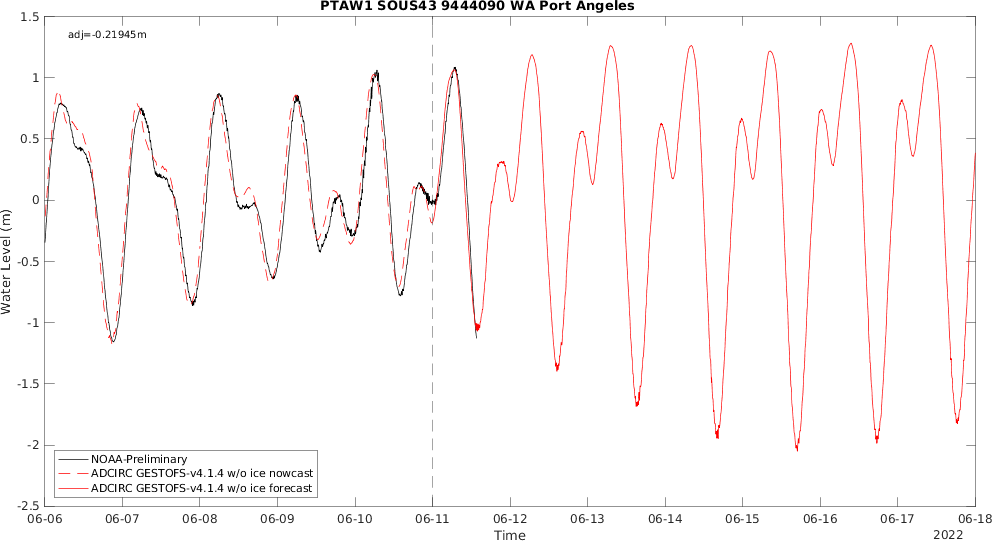 PTAW1 SOUS43 9444090 WA Port Angeles
adj=-0.21945m
1.5
1
0.5
0
-0.5
-1
-1.5
-2
-2.5
Water Level (m)
NOAA-Preliminary
ADCIRC GESTOFS-v4.1.4 w/o ice nowcast
ADCIRC GESTOFS-v4.1.4 w/o ice forecast
06-06 06-07 06-08 06-09 06-10 06-11 06-12 06-13 06-14 06-15 06-16 06-17 06-18
Time
2022